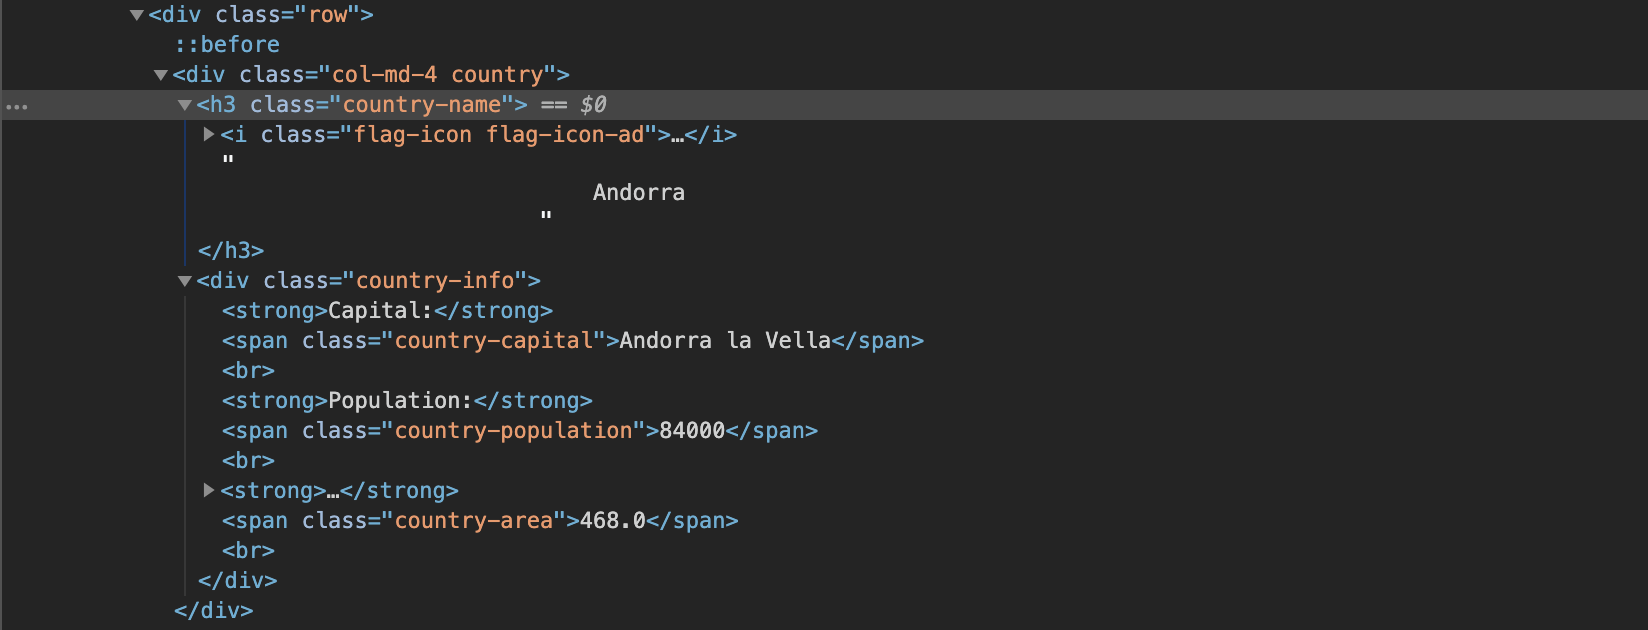 <div class="row">
::before
<div class="col-md-4 country">
<h3 class="country-name"> == $0
<i class="flag-icon flag-icon-ad">…</i>
"
Andorra
"
</h3>
<div class="country-info">
<strong>Capital:</strong>
<span class="country-capital">Andorra la Vella</span>
<br>
<strong>Population:</strong>
<span class="country-population">84000</span>
<br>
<strong>…</strong>
<span class="country-area">468.0</span>
<br>
</div>
</div>